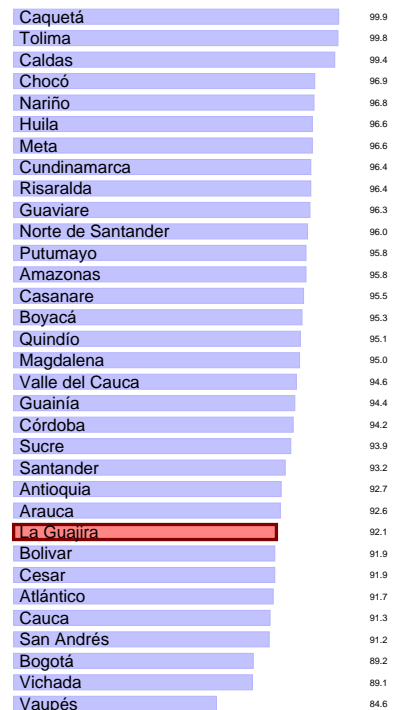 Caquetá 99.9
Tolima 99.8
Caldas 99.4
Chocó 96.9
Nariño 96.8
Huila 96.6
Meta 96.6
Cundinamarca 96.4
Risaralda 96.4
Guaviare 96.3
Norte de Santander 96.0
Putumayo 95.8
Amazonas 95.8
Casanare 95.5
Boyacá 95.3
Quindío 95.1
Magdalena 95.0
Valle del Cauca 94.6
Guainía 94.4
Córdoba 94.2
Sucre 93.9
Santander 93.2
Antioquia 92.7
Arauca 92.6
La Guajira 92.1
Bolivar 91.9
Cesar 91.9
Atlántico 91.7
Cauca 91.3
San Andrés 91.2
Bogotá 89.2
Vichada 89.1
Vaupés 84.6